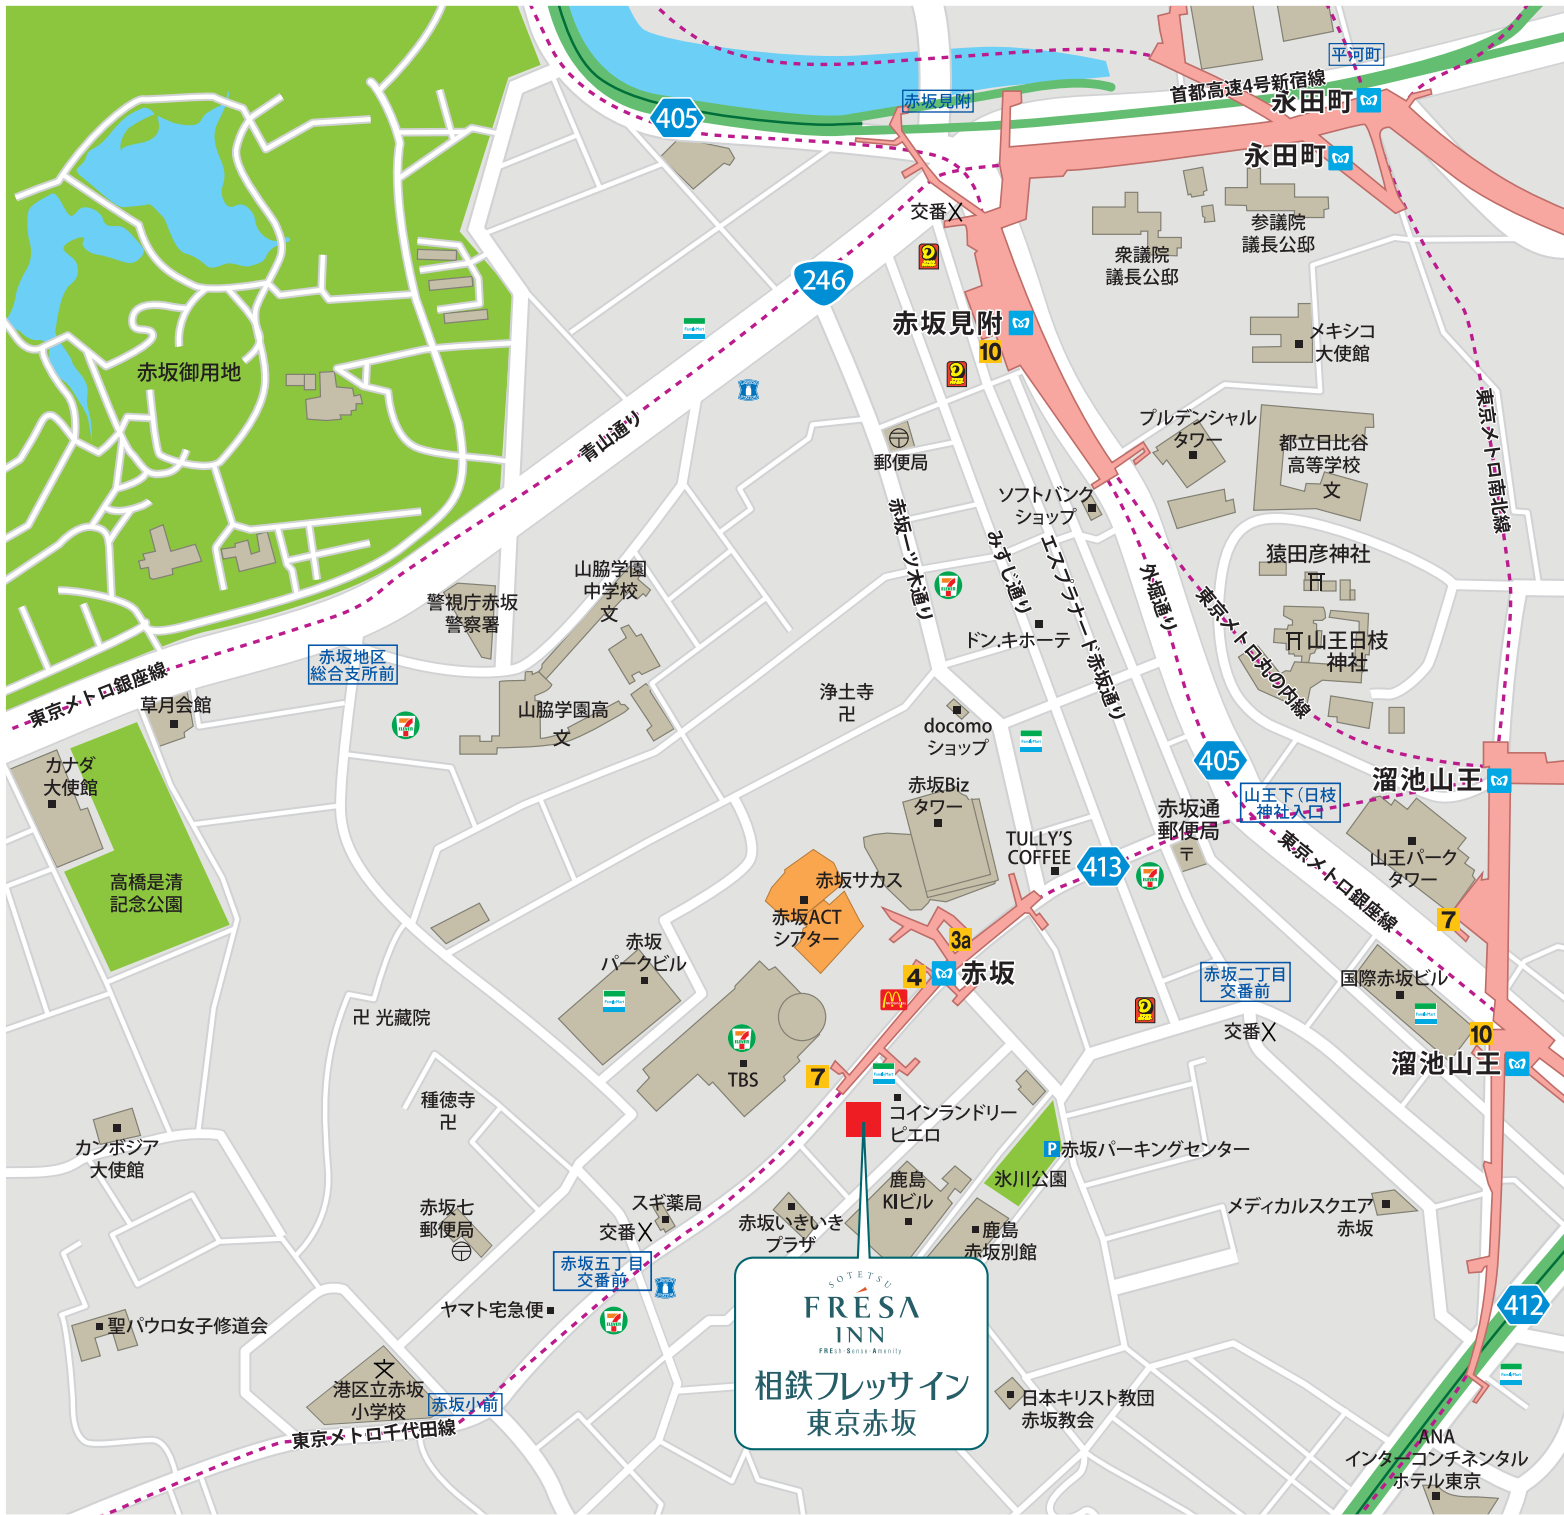 平河町
首都高速4号新宿線
永田町
赤坂見附
405
永田町
交番
参議院
議長公邸
衆議院
議長公邸
246
赤坂見附
10
メキシコ
大使館
赤坂御用地
青山通り
東京メトロ南北線
プルデンシャル
タワー
都立日比谷
高等学校
文
郵便局
ソフトバンク
ショップ
赤坂一ツ木通り
みすじ通り
エスプラナード赤坂通り
外堀通り
猿田彦神社
山脇学園
中学校
文
警視庁赤坂
警察署
東京メトロ丸の内線
ドン.キホーテ
山王日枝
神社
赤坂地区
総合支所前
東京メトロ銀座線
草月会館
山脇学園高
文
浄土寺
卍
docomo
ショップ
405
溜池山王
カナダ
大使館
赤坂Biz
タワー
山王下(日枝
神社入口
赤坂通
郵便局
〒
TULLY'S
COFFEE
413
東京メトロ銀座線
山王パーク
タワー
高橋是清
記念公園
赤坂サカス
赤坂ACT
シアター
7
3a
赤坂
パークビル
4
赤坂
赤坂二丁目
交番前
国際赤坂ビル
卍 光蔵院
交番
10
溜池山王
TBS
7
種徳寺
卍
コインランドリー
ピエロ
カンボジア
大使館
P
赤坂パーキングセンター
氷川公園
鹿島
KIビル
赤坂七
郵便局
スギ薬局
交番
赤坂いきいき
プラザ
鹿島
赤坂別館
メディカルスクエア
赤坂
赤坂五丁目
交番前
ヤマト宅急便
聖パウロ女子修道会
412
SOTETSU
FRESA
INN
FREsh-Sense-Amenity
相鉄フレッサイン
東京赤坂
港区立赤坂
小学校
赤坂小前
東京メトロ千代田線
日本キリスト教団
赤坂教会
ANA
インターコンチネンタル
ホテル東京